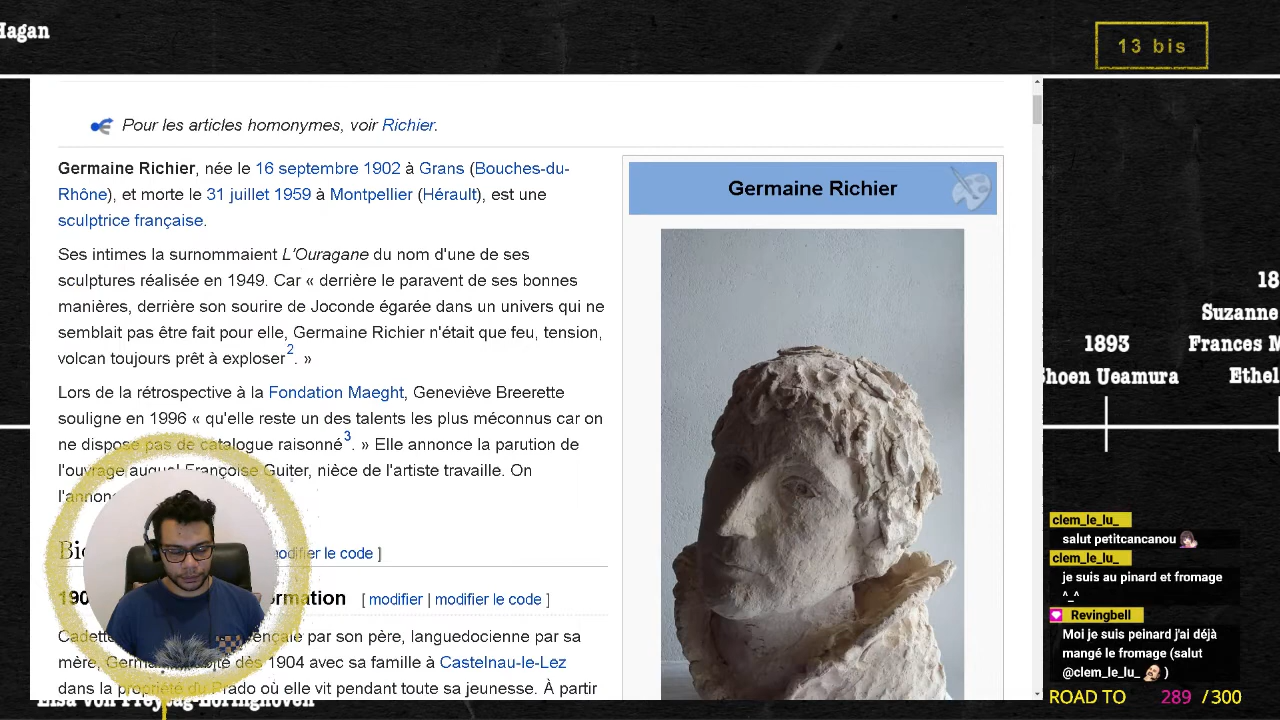 Hagan
13 bis
Pour les articles homonymes, voir Richier.
Germaine Richier, née le 16 septembre 1902 à Grans (Bouches-du-
Rhône), et morte le 31 juillet 1959 à Montpellier (Hérault), est une
sculptrice française.
Ses intimes la surnommaient L'Ouragane du nom d'une de ses
sculptures réalisée en 1949. Car « derrière le paravent de ses bonnes
manières, derrière son sourire de Joconde égarée dans un univers qui ne
semblait pas être fait pour elle, Germaine Richier n'était que feu, tension,
volcan toujours prêt à exploser2. »
Lors de la rétrospective à la Fondation Maeght, Geneviève Breerette
souligne en 1996 « qu'elle reste un des talents les plus méconnus car on
ne dispose pas de catalogue raisonné3. » Elle annonce la parution de
l'ouvrage auquel Françoise Guiter, nièce de l'artiste travaille. On
modifier le code ]
[ modifier | modifier le code ]
par son père, languedocienne par sa
dès 1904 avec sa famille à Castelnau-le-Lez
dans la propriété du Prado où elle vit pendant toute sa jeunesse. À partir
Germaine Richier
Elsa von Freytag-Loringhoven
1893
Shoen Ueamura
18
Suzanne
Frances M
Ethel
clem_le_lu_
salut petitcancanou
clem_le_lu_
je suis au pinard et fromage
^_^
Revingbell
Moi je suis peinard j'ai déjà
mangé le fromage (salut
@clem_le_lu_ )
ROAD TO 289 / 300